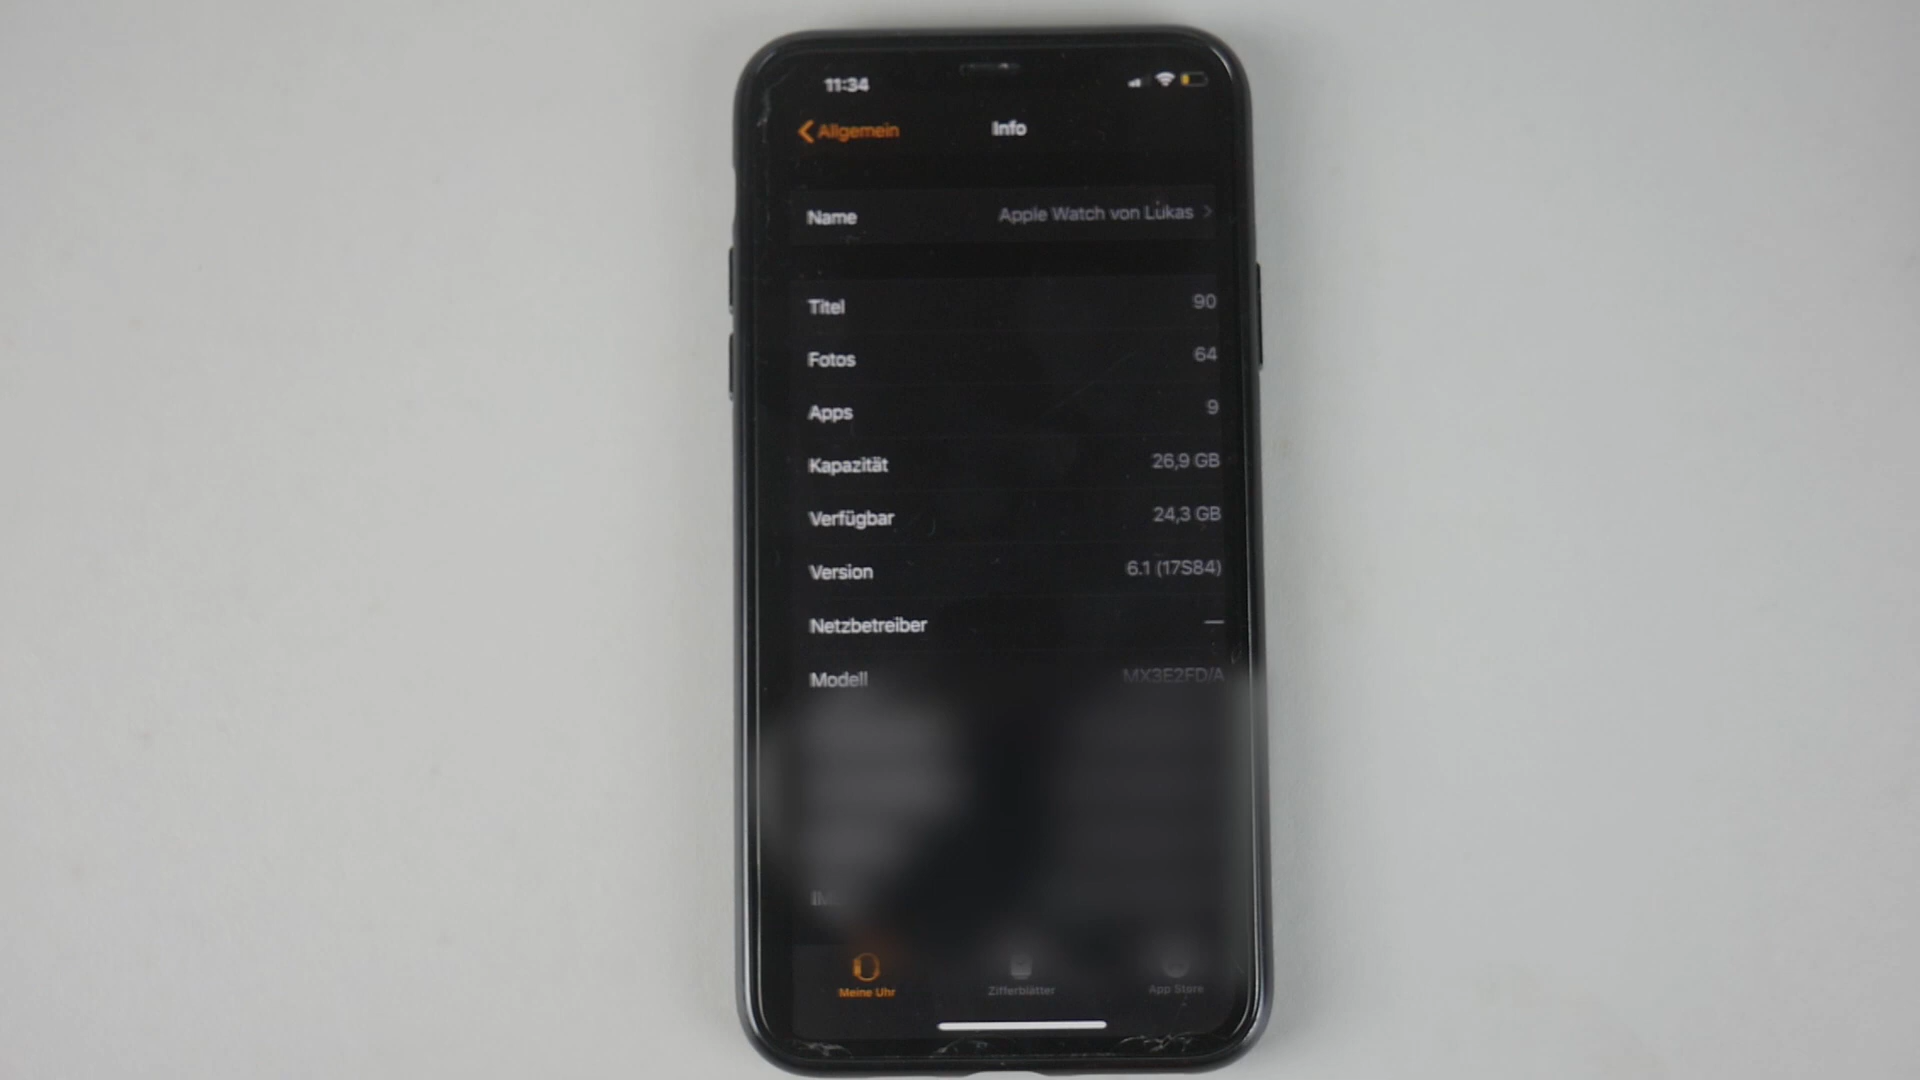 11:34
Allgemein
Info
Name Apple Watch von Lukas
Titel 90
Fotos 64
Apps 9
Kapazität 26,9 GB
Verfügbar 24,3 GB
Version 6.1 (17S84)
Netzbetreiber —
Modell MX3E2FD/A
Meine Uhr Zifferblätter App Store